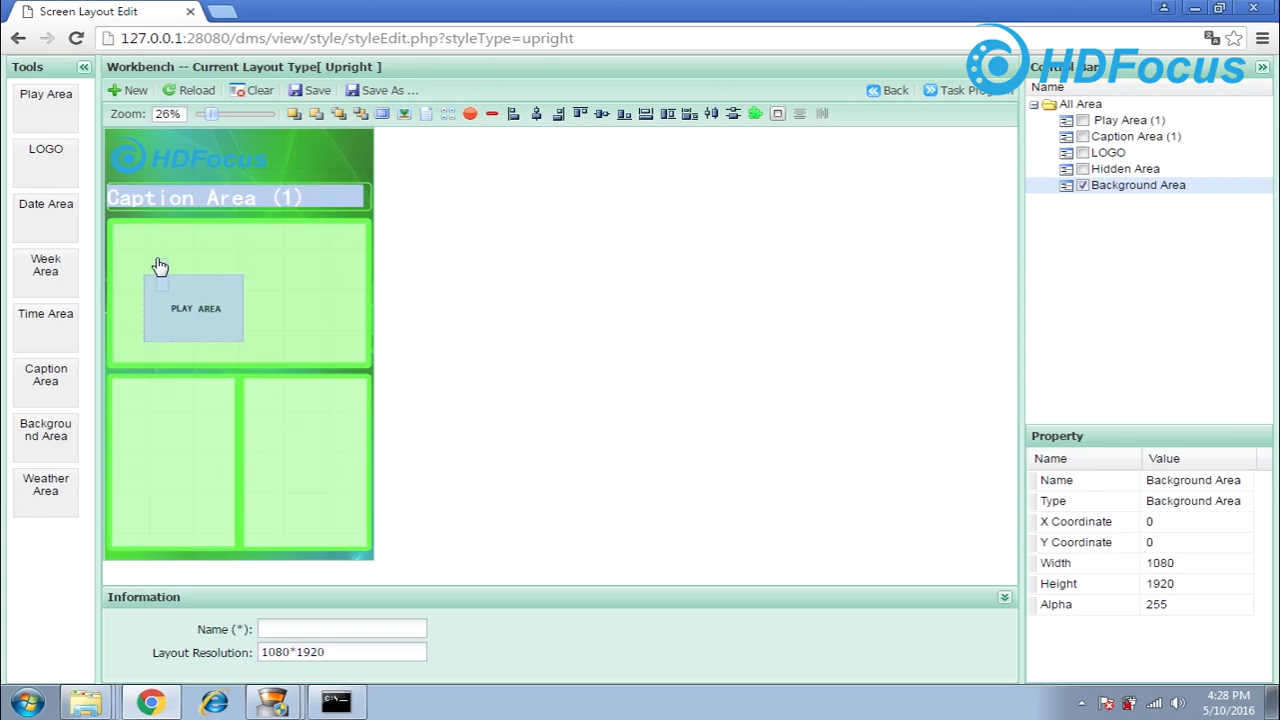 Screen Layout Edit
127.0.0.1:28080/dms/view/style/styleEdit.php?styleType=upright
HDFocus
Tools
Workbench -- Current Layout Type[ Upright ]
New Reload Clear Save Save As ... Back
Zoom: 26%
Play Area
LOGO
Date Area
Week
Area
Time Area
Caption
Area
Backgrou
nd Area
Weather
Area
HDFocus
Caption Area (1)
PLAY AREA
Name
All Area
Play Area (1)
Caption Area (1)
LOGO
Hidden Area
Background Area
Property
Name Value
Name Background Area
Type Background Area
X Coordinate 0
Y Coordinate 0
Width 1080
Height 1920
Alpha 255
Information
Name (*):
Layout Resolution: 1080*1920
4:28 PM
5/10/2016